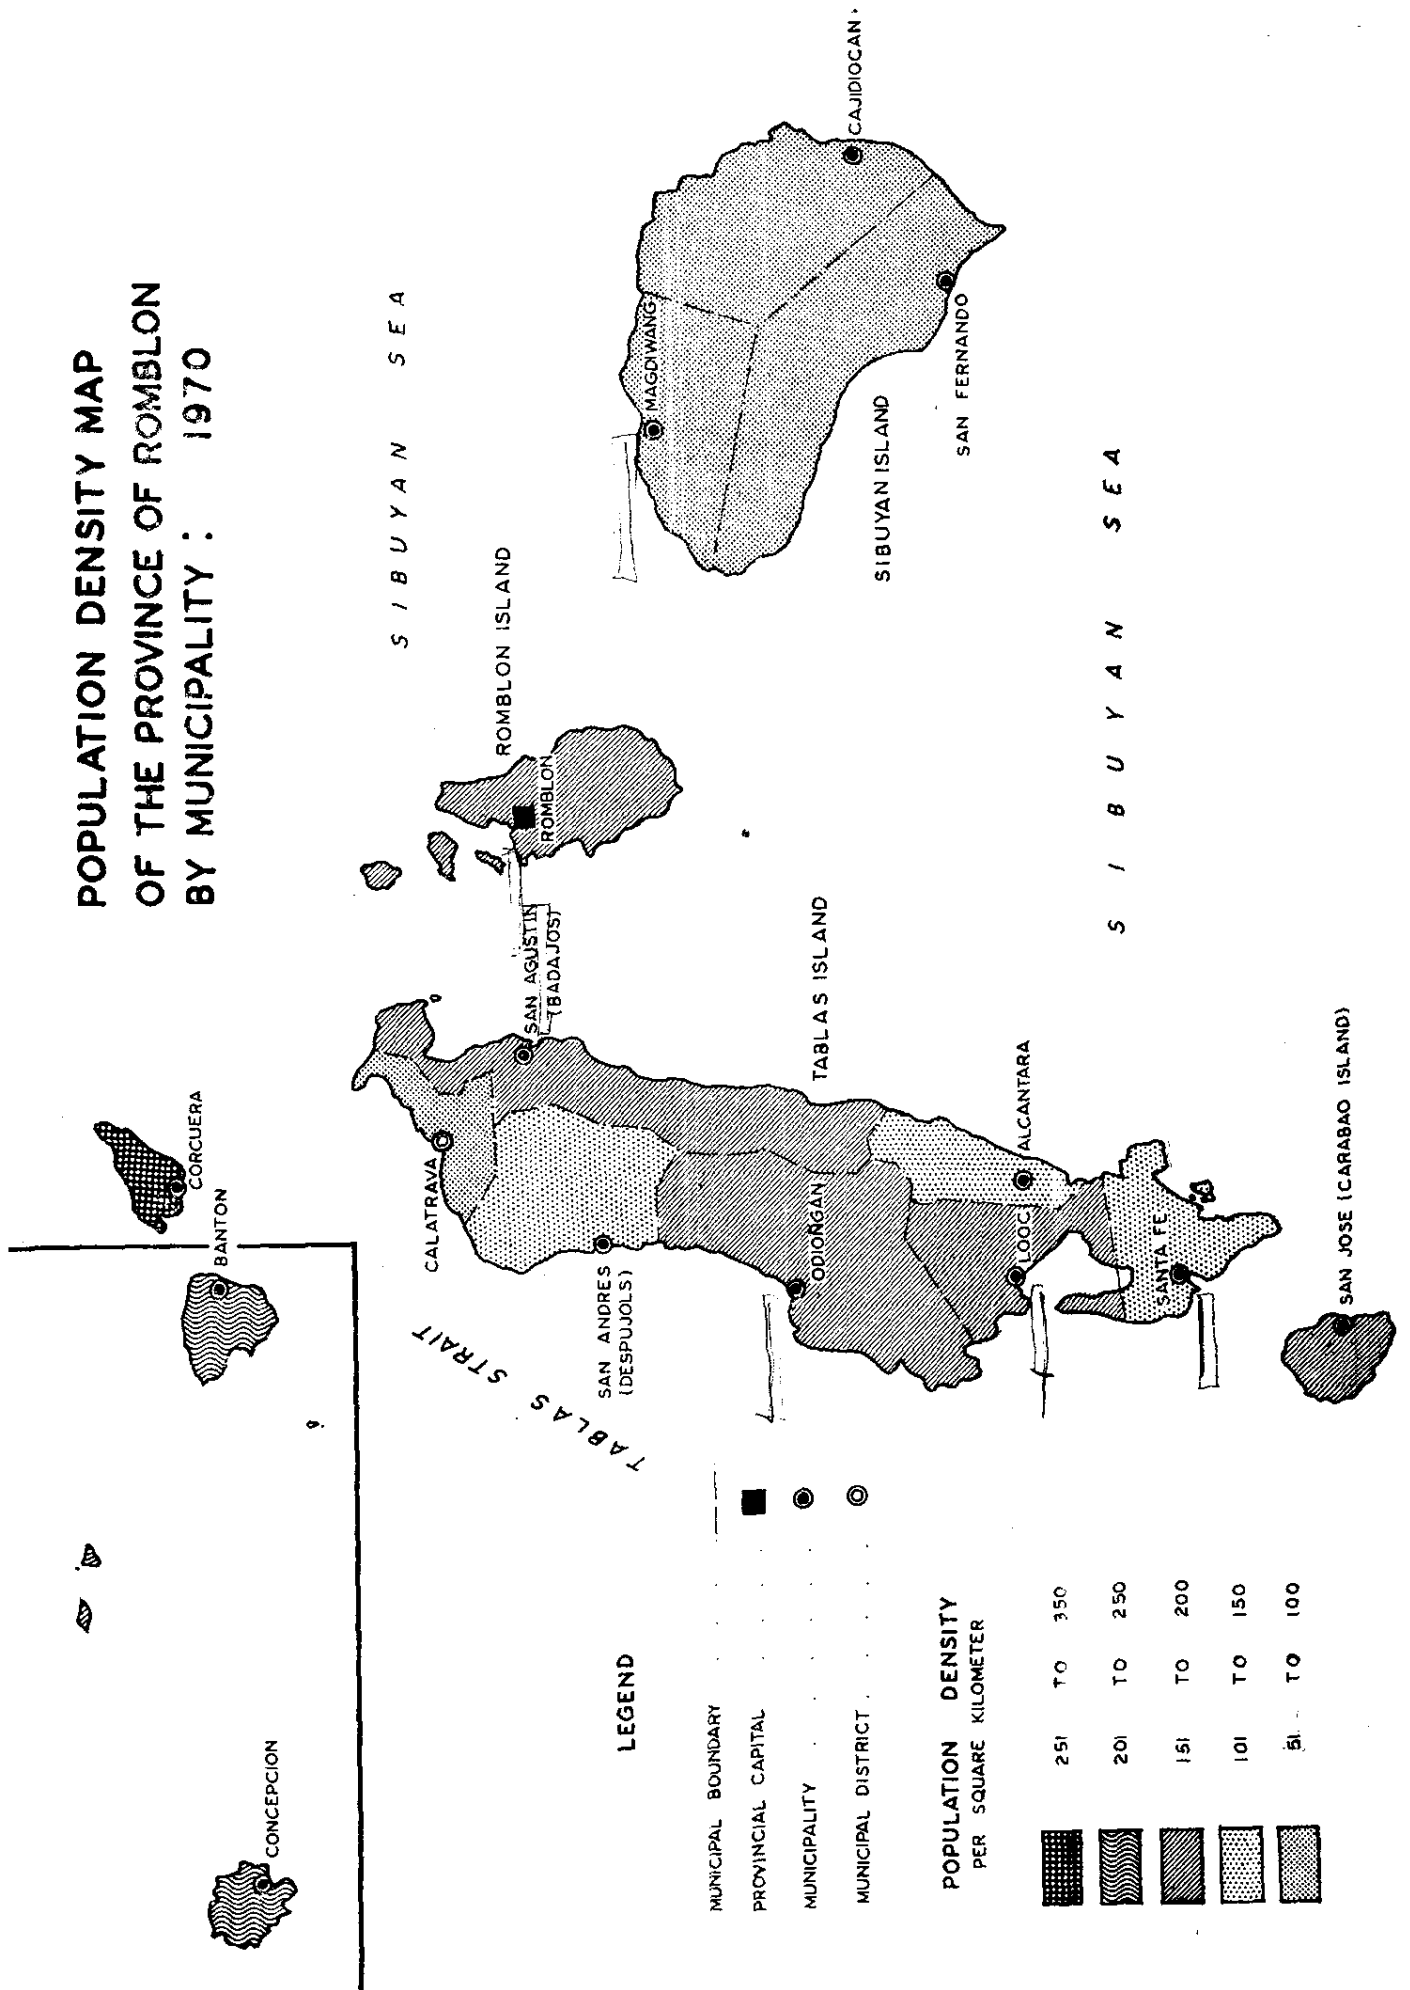 POPULATION DENSITY MAP
OF THE PROVINCE OF ROMBLON
BY MUNICIPALITY : 1970
CONCEPCION
BANTON
CORCUERA
SIBUYAN SEA
ROMBLON ISLAND
ROMBLON
MAGDIWANG
CAJIDIOCAN
SAN FERNANDO
SIBUYAN ISLAND
SAN AGUSTIN
(BADAJOS)
CALATRAVA
TABLAS STRAIT
SAN ANDRES
(DESPUJOLS)
TABLAS ISLAND
ODIOÑGAN
ALCANTARA
LOOC
SANTA FE
SIBUYAN SEA
SAN JOSE (CARABAO ISLAND)
LEGEND
MUNICIPAL BOUNDARY
PROVINCIAL CAPITAL
MUNICIPALITY
MUNICIPAL DISTRICT
POPULATION DENSITY
PER SQUARE KILOMETER
251 TO 350
201 TO 250
151 TO 200
101 TO 150
51 TO 100